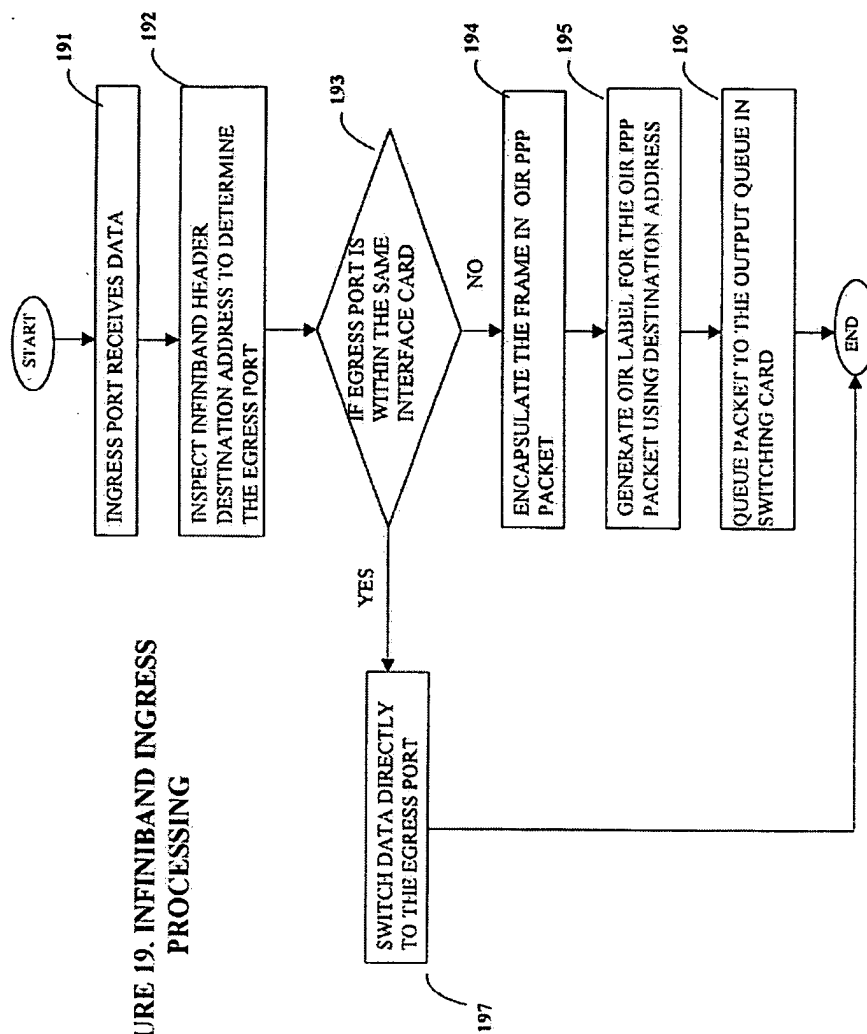 URE 19. INFINIBAND INGRESS
PROCESSING
START
191
INGRESS PORT RECEIVES DATA
192
INSPECT INFINIBAND HEADER
DESTINATION ADDRESS TO DETERMINE
THE EGRESS PORT
193
IF EGRESS PORT IS
WITHIN THE SAME
INTERFACE CARD
YES
NO
194
ENCAPSULATE THE FRAME IN OIR PPP
PACKET
195
GENERATE OIR LABEL FOR THE OIR PPP
PACKET USING DESTINATION ADDRESS
196
QUEUE PACKET TO THE OUTPUT QUEUE IN
SWITCHING CARD
SWITCH DATA DIRECTLY
TO THE EGRESS PORT
197
END